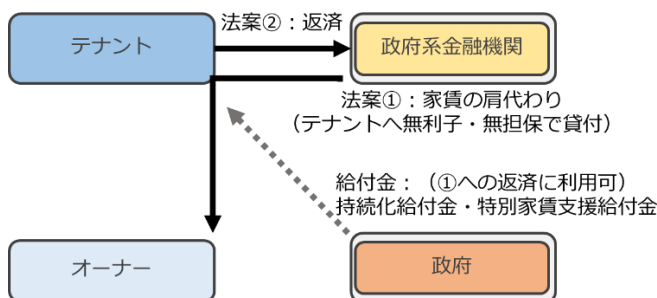 法案②：返済
テナント
政府系金融機関
法案①：家賃の肩代わり
（テナントへ無利子・無担保で貸付）
給付金：（①への返済に利用可）
持続化給付金・特別家賃支援給付金
オーナー
政府